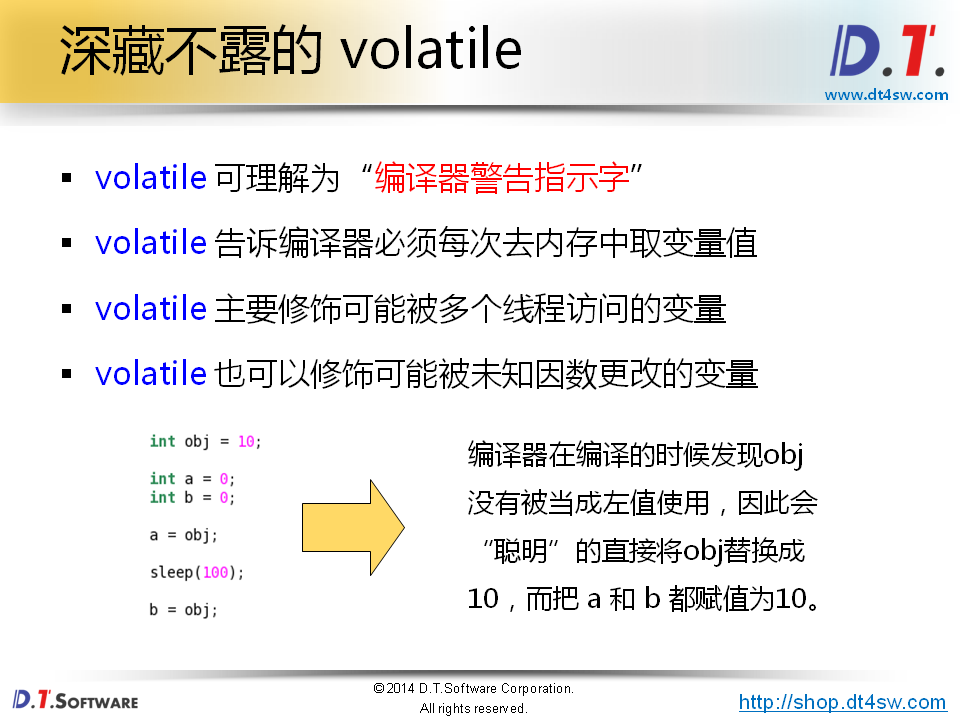 深藏不露的 volatile
D.T.
www.dt4sw.com
▪ volatile 可理解为“编译器警告指示字”
▪ volatile 告诉编译器必须每次去内存中取变量值
▪ volatile 主要修饰可能被多个线程访问的变量
▪ volatile 也可以修饰可能被未知因数更改的变量
int obj = 10;
int a = 0;
int b = 0;
a = obj;
sleep(100);
b = obj;
编译器在编译的时候发现obj
没有被当成左值使用，因此会
“聪明”的直接将obj替换成
10，而把 a 和 b 都赋值为10。
D.T.SOFTWARE
©2014 D.T.Software Corporation.
All rights reserved.
http://shop.dt4sw.com